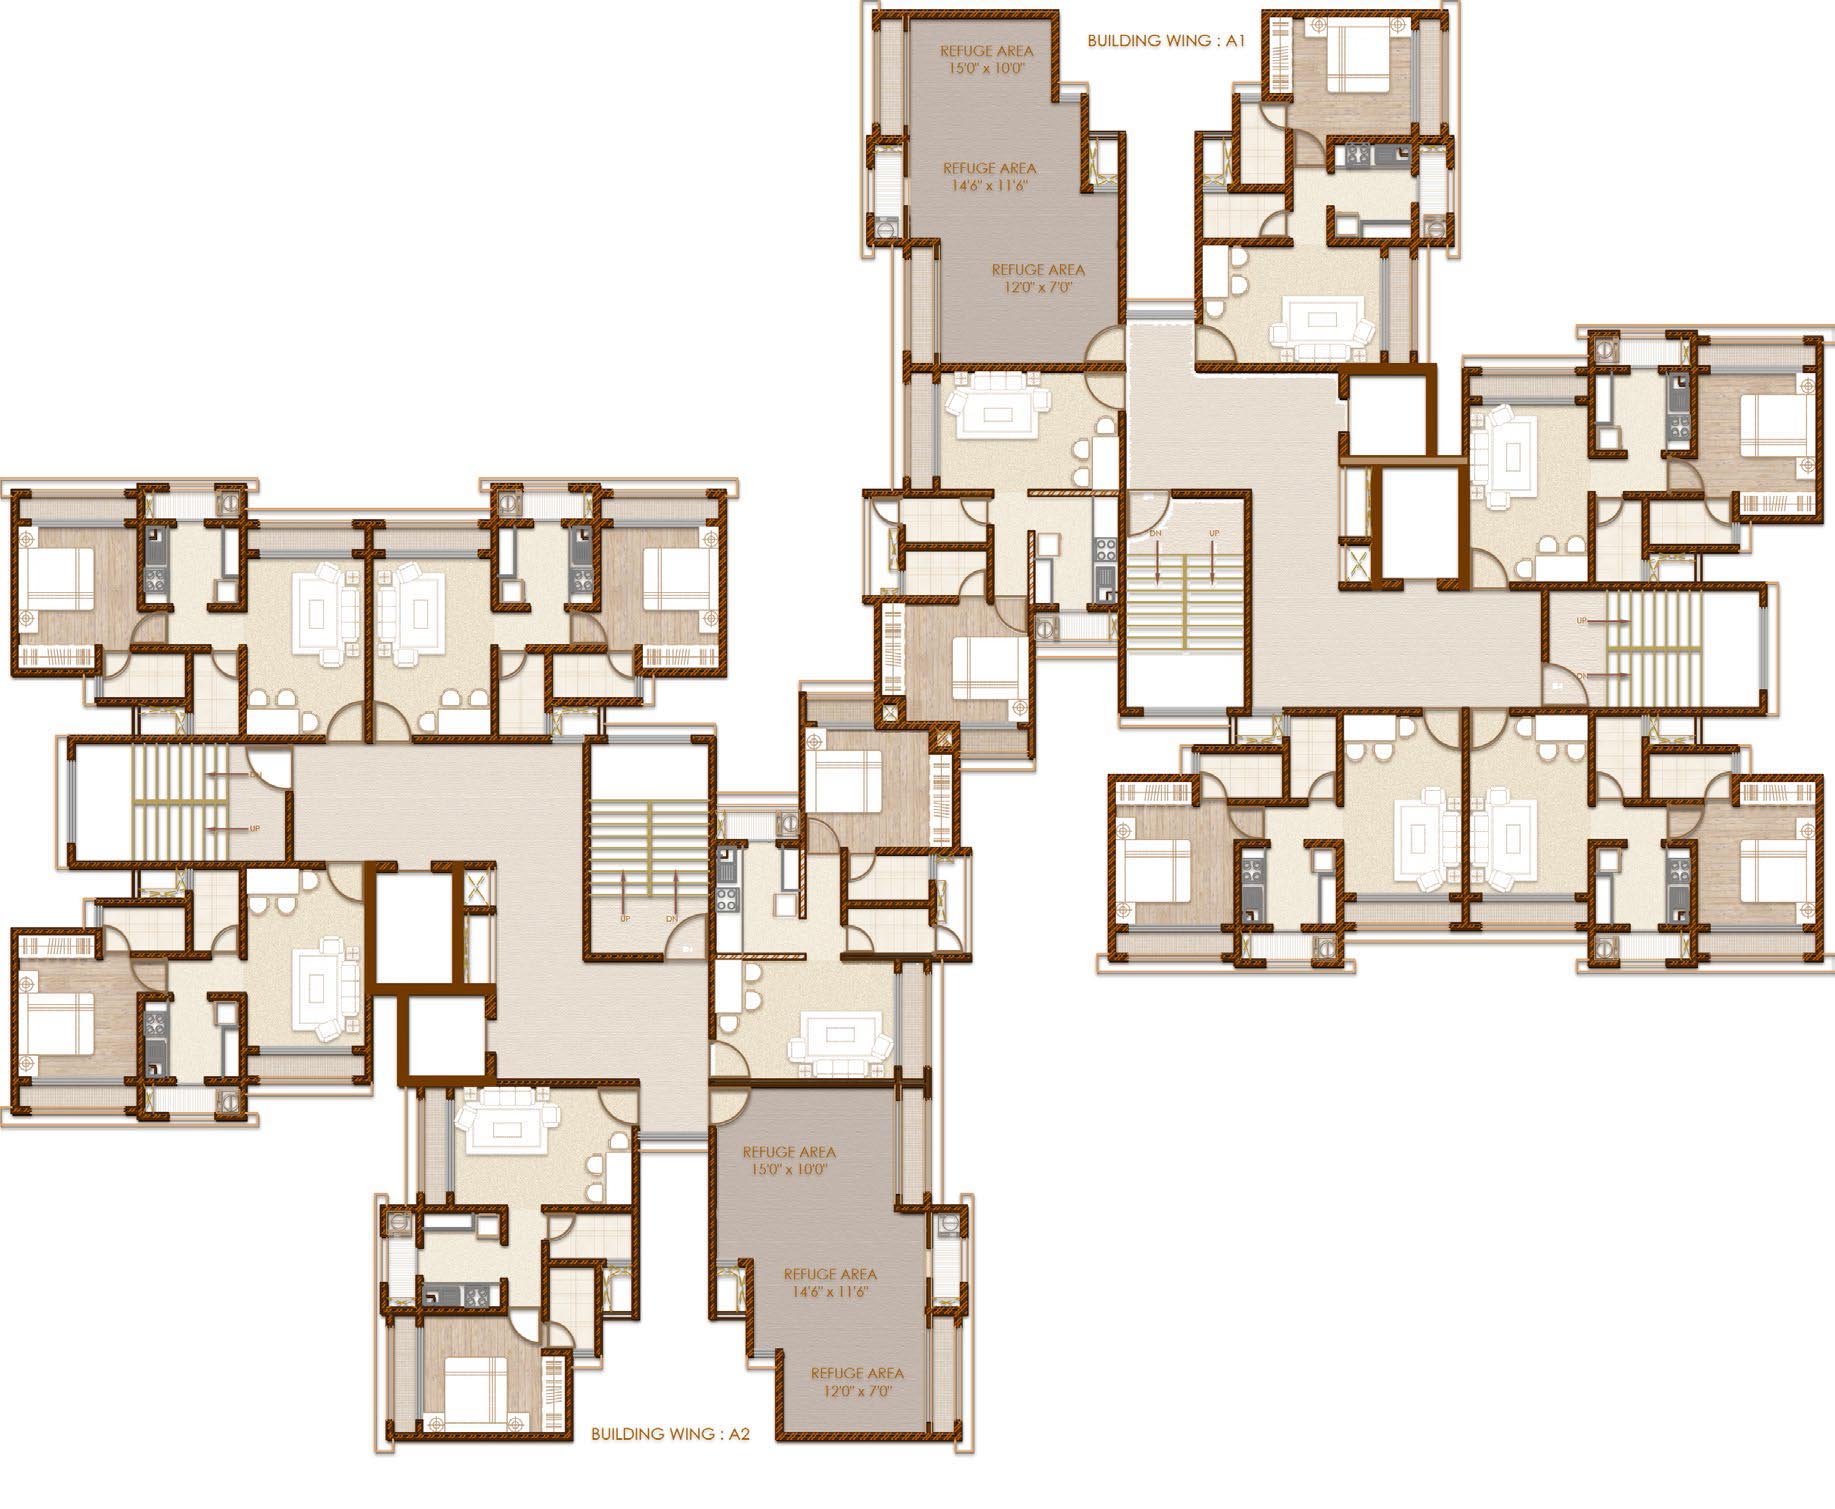 BUILDING WING : A1
REFUGE AREA
15'0" x 10'0"
REFUGE AREA
14'6" x 11'6"
REFUGE AREA
12'0" x 7'0"
DN
UP
UP
DN
DN
UP
UP
DN
REFUGE AREA
15'0" x 10'0"
REFUGE AREA
14'6" x 11'6"
REFUGE AREA
12'0" x 7'0"
BUILDING WING : A2